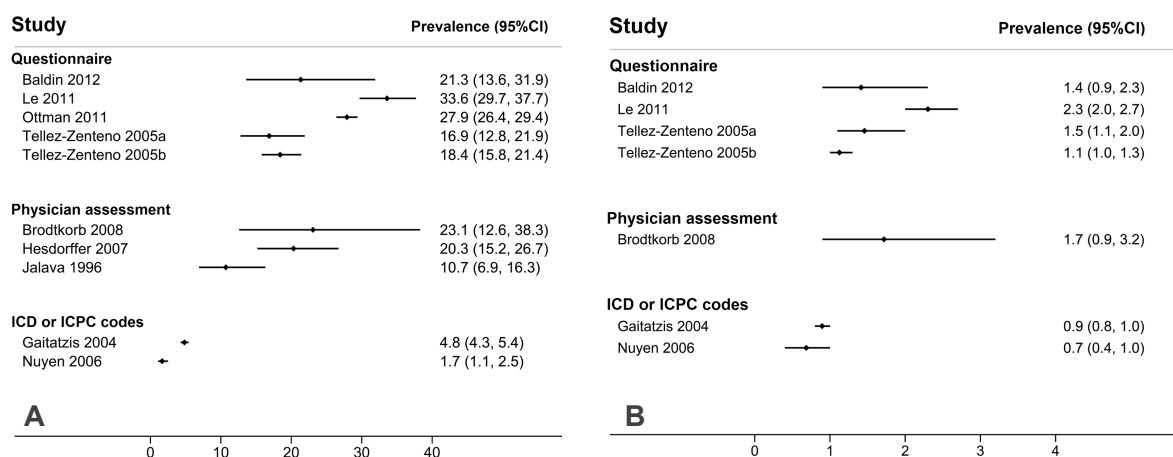 Study Prevalence (95%CI)
Questionnaire
Baldin 2012 21.3 (13.6, 31.9)
Le 2011 33.6 (29.7, 37.7)
Ottman 2011 27.9 (26.4, 29.4)
Tellez-Zenteno 2005a 16.9 (12.8, 21.9)
Tellez-Zenteno 2005b 18.4 (15.8, 21.4)
Physician assessment
Brodtkorb 2008 23.1 (12.6, 38.3)
Hesdorffer 2007 20.3 (15.2, 26.7)
Jalava 1996 10.7 (6.9, 16.3)
ICD or ICPC codes
Gaitatzis 2004 4.8 (4.3, 5.4)
Nuyen 2006 1.7 (1.1, 2.5)
A
0 10 20 30 40
Study Prevalence (95%CI)
Questionnaire
Baldin 2012 1.4 (0.9, 2.3)
Le 2011 2.3 (2.0, 2.7)
Tellez-Zenteno 2005a 1.5 (1.1, 2.0)
Tellez-Zenteno 2005b 1.1 (1.0, 1.3)
Physician assessment
Brodtkorb 2008 1.7 (0.9, 3.2)
ICD or ICPC codes
Gaitatzis 2004 0.9 (0.8, 1.0)
Nuyen 2006 0.7 (0.4, 1.0)
B
0 1 2 3 4